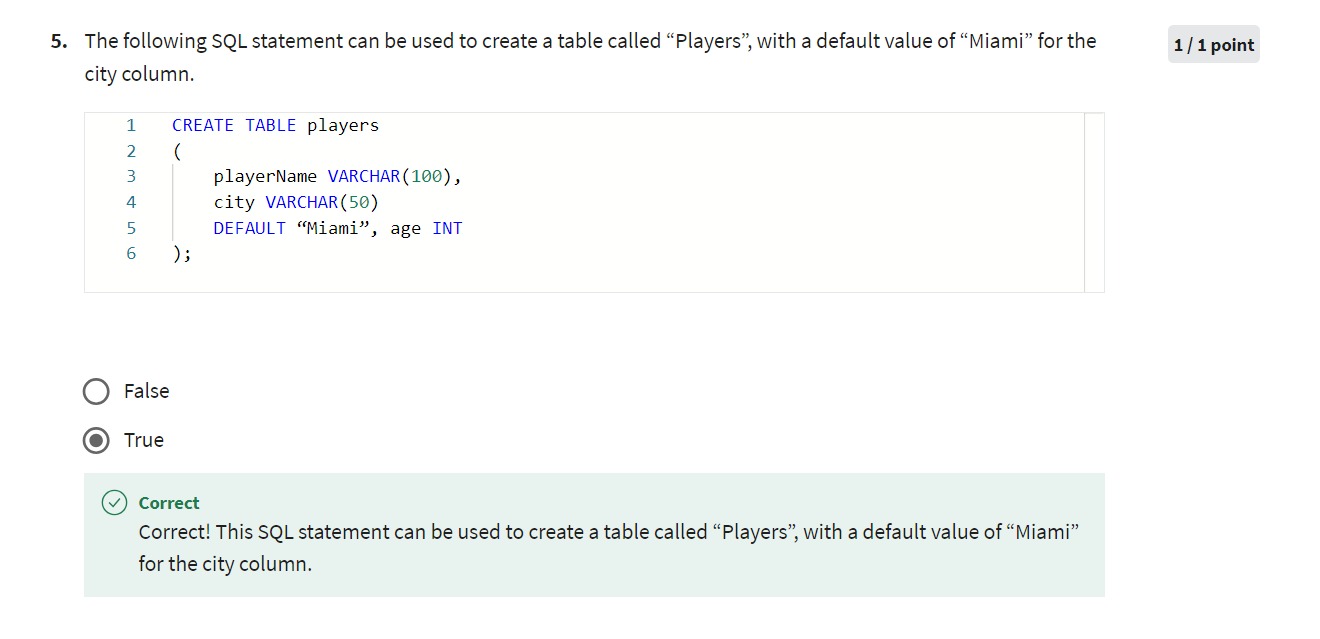 5. The following SQL statement can be used to create a table called “Players”, with a default value of “Miami” for the
city column.
1 / 1 point
1 CREATE TABLE players
2 (
3 playerName VARCHAR(100),
4 city VARCHAR(50)
5 DEFAULT “Miami”, age INT
6 );
False
True
Correct
Correct! This SQL statement can be used to create a table called “Players”, with a default value of “Miami”
for the city column.